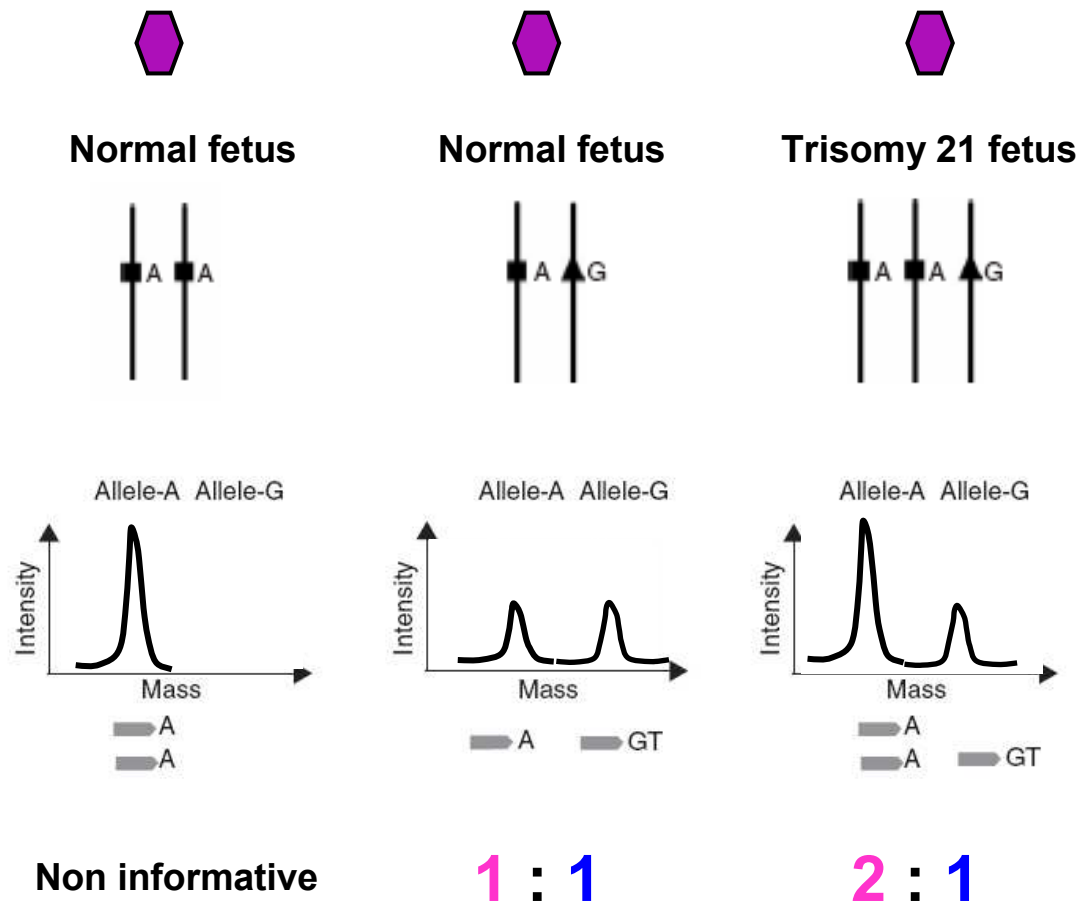 Normal fetus
Normal fetus
Trisomy 21 fetus
A A
A G
A A G
Allele-A Allele-G
Allele-A Allele-G
Allele-A Allele-G
Intensity
Intensity
Intensity
Mass
Mass
Mass
A
A
A GT
A
A GT
Non informative
1 : 1
2 : 1